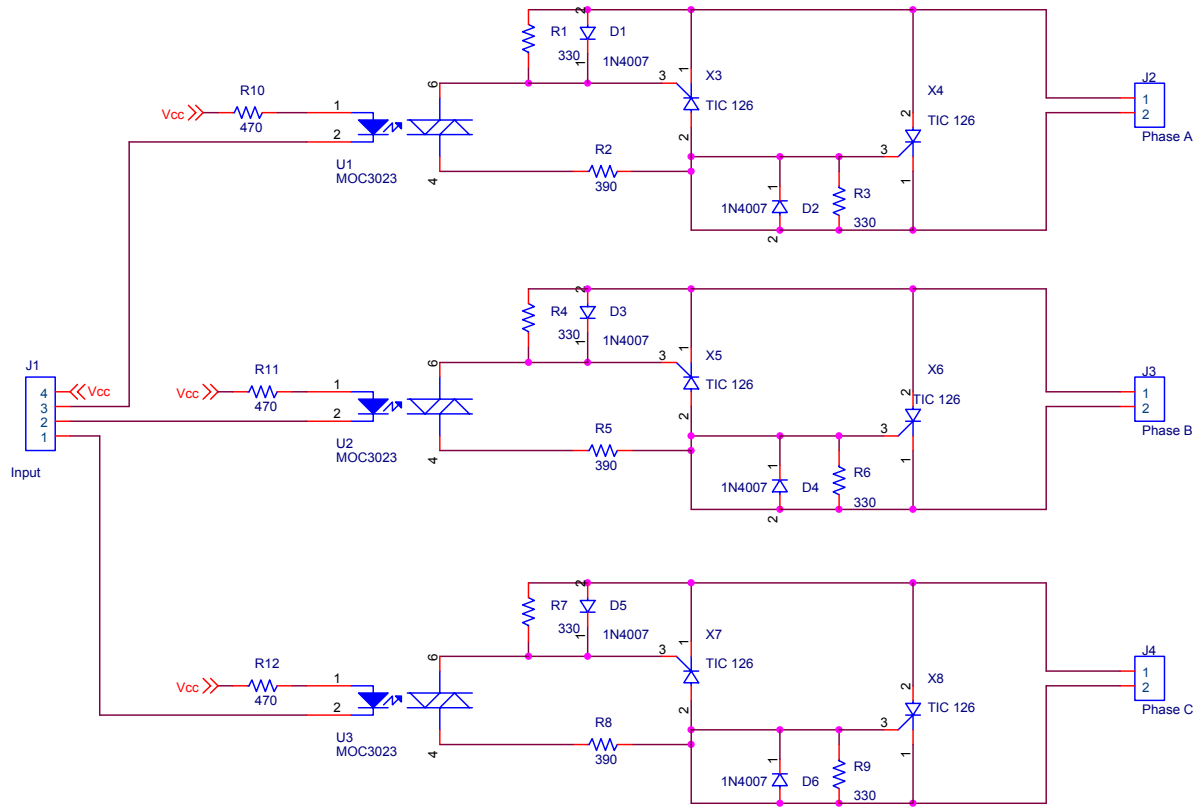 2
R1
D1
330
1
1N4007
6
3
1
X3
TIC 126
2
X4
2
TIC 126
J2
1
2
Phase A
R10
Vcc
470
1
2
U1
MOC3023
4
R2
390
3
1
1
1N4007
D2
2
R3
330
2
R4
D3
330
1
1N4007
6
3
1
X5
TIC 126
2
X6
2
TIC 126
J3
1
2
Phase B
J1
4
3
2
1
Vcc
Input
R11
Vcc
470
1
2
U2
MOC3023
4
R5
390
3
1
1
1N4007
D4
2
R6
330
2
R7
D5
330
1
1N4007
6
3
1
X7
TIC 126
2
X8
2
TIC 126
J4
1
2
Phase C
R12
Vcc
470
1
2
U3
MOC3023
4
R8
390
3
1
1
1N4007
D6
R9
330